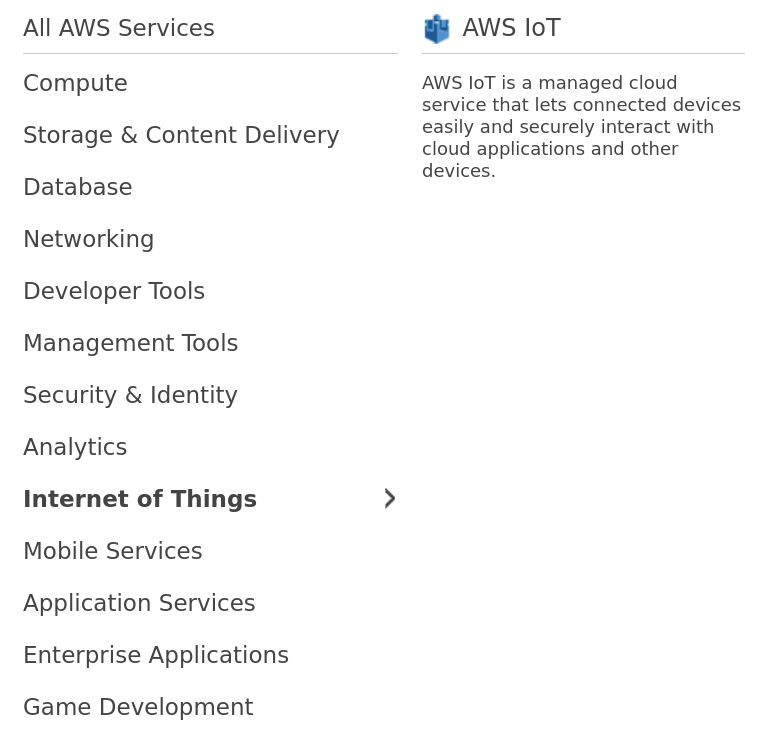 All AWS Services
Compute
Storage & Content Delivery
Database
Networking
Developer Tools
Management Tools
Security & Identity
Analytics
Internet of Things
Mobile Services
Application Services
Enterprise Applications
Game Development
AWS IoT
AWS IoT is a managed cloud
service that lets connected devices
easily and securely interact with
cloud applications and other
devices.